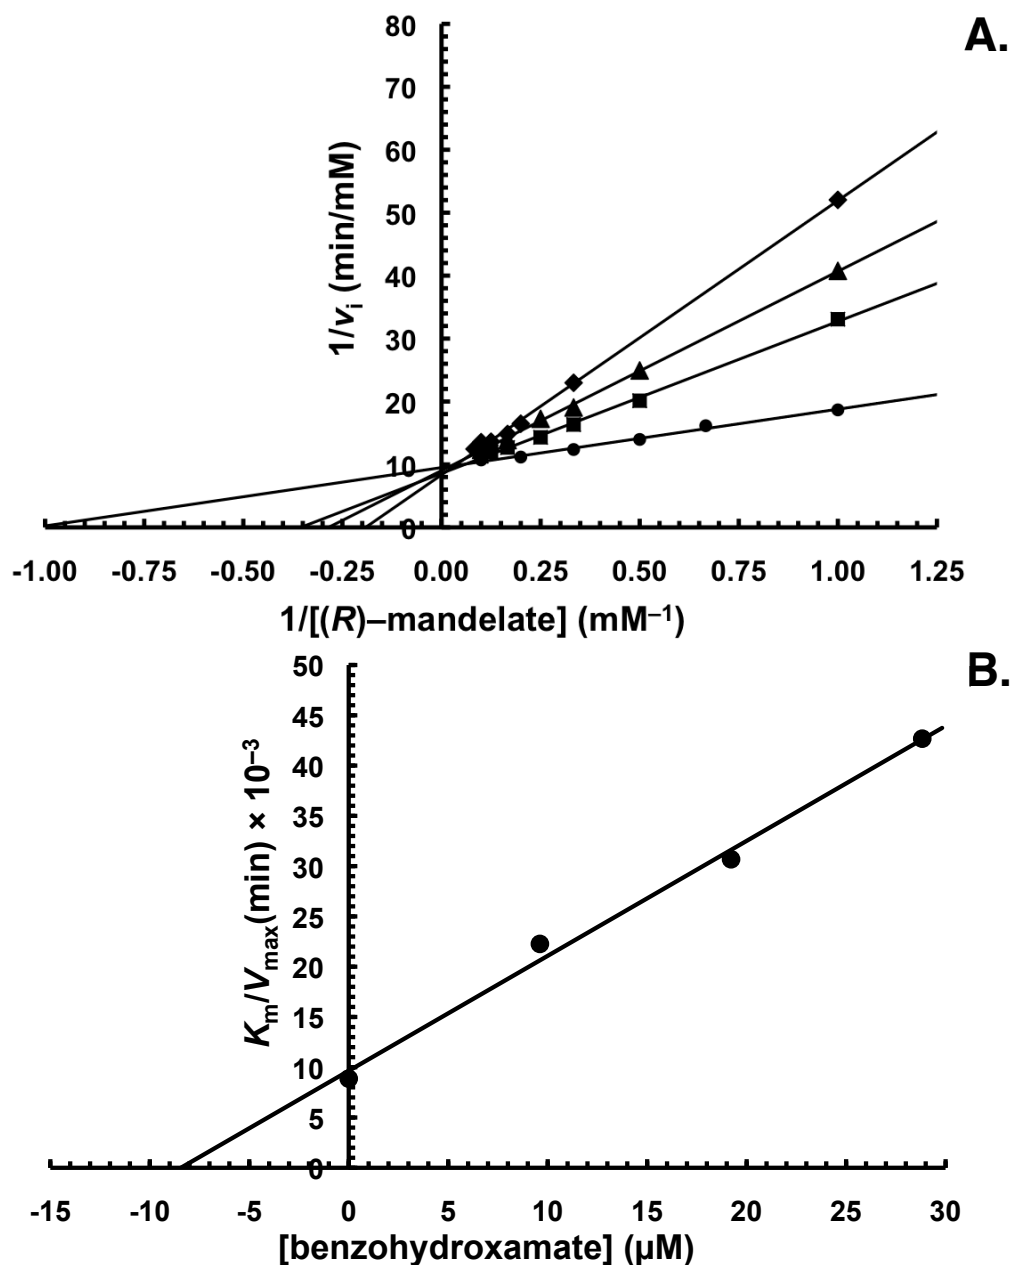 A.
80
70
60
50
40
30
20
10
0
1/vᵢ (min/mM)
-1.00 -0.75 -0.50 -0.25 0.00 0.25 0.50 0.75 1.00 1.25
1/[(R)–mandelate] (mM⁻¹)
B.
50
45
40
35
30
25
20
15
10
5
0
Kₘ/Vmax(min) × 10⁻³
-15 -10 -5 0 5 10 15 20 25 30
[benzohydroxamate] (µM)